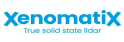 XenomatiX
True solid state lidar